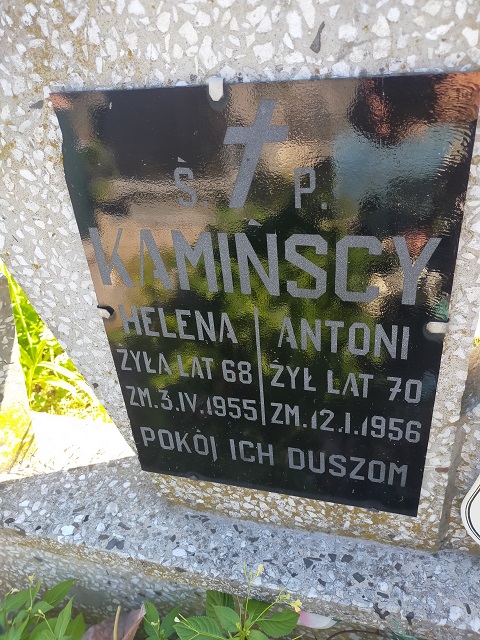 Ś. P.
KAMIŃSCY
HELENA ANTONI
ŻYŁA LAT 68 ŻYŁ LAT 70
ZM. 3.IV.1955 ZM. 12.I.1956
POKÓJ ICH DUSZOM